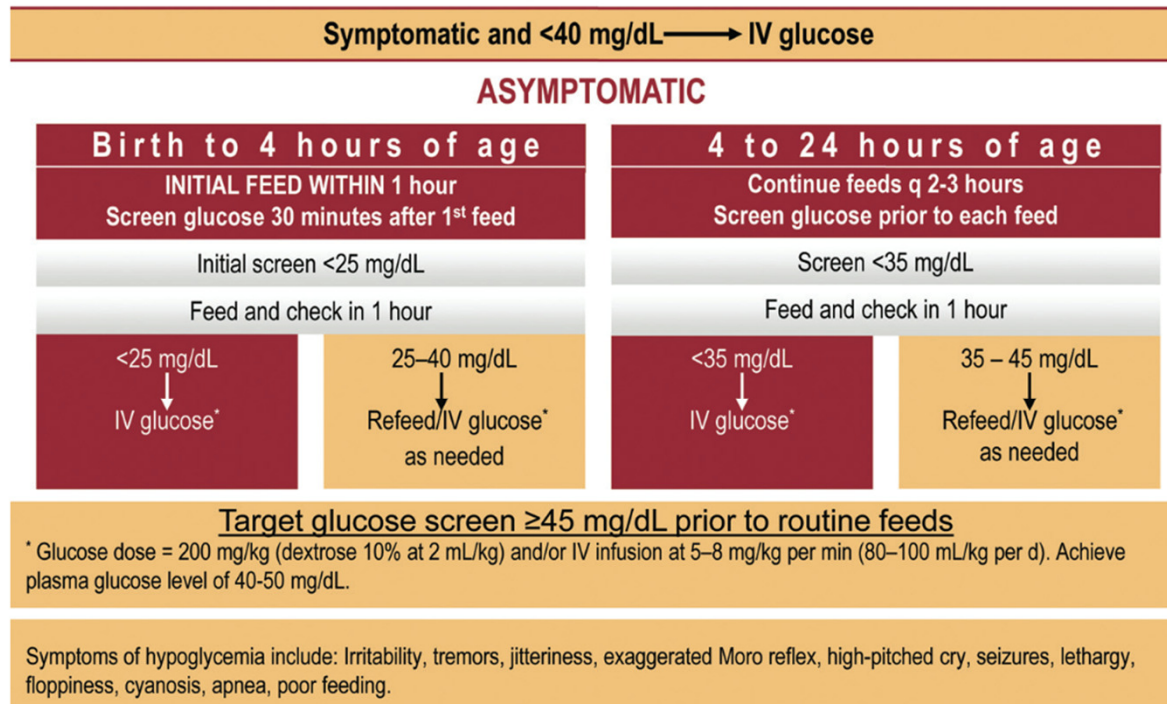 Symptomatic and <40 mg/dL → IV glucose
ASYMPTOMATIC
Birth to 4 hours of age
INITIAL FEED WITHIN 1 hour
Screen glucose 30 minutes after 1st feed
Initial screen <25 mg/dL
Feed and check in 1 hour
<25 mg/dL
IV glucose*
25–40 mg/dL
Refeed/IV glucose*
as needed
4 to 24 hours of age
Continue feeds q 2-3 hours
Screen glucose prior to each feed
Screen <35 mg/dL
Feed and check in 1 hour
<35 mg/dL
IV glucose*
35 – 45 mg/dL
Refeed/IV glucose*
as needed
Target glucose screen ≥45 mg/dL prior to routine feeds
* Glucose dose = 200 mg/kg (dextrose 10% at 2 mL/kg) and/or IV infusion at 5–8 mg/kg per min (80–100 mL/kg per d). Achieve
plasma glucose level of 40-50 mg/dL.
Symptoms of hypoglycemia include: Irritability, tremors, jitteriness, exaggerated Moro reflex, high-pitched cry, seizures, lethargy,
floppiness, cyanosis, apnea, poor feeding.